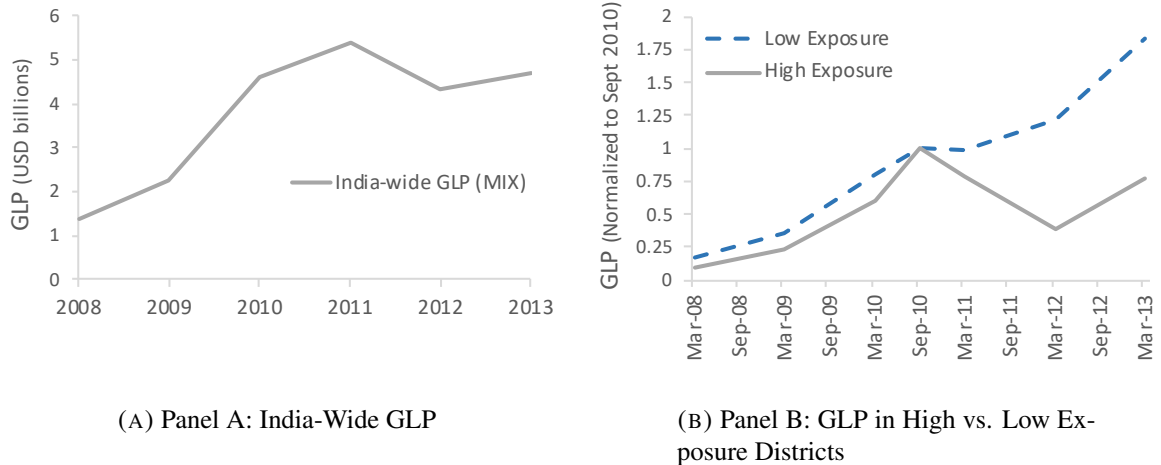 6
5
4
3
2
1
0
GLP (USD billions)
India-wide GLP (MIX)
2008 2009 2010 2011 2012 2013
(A) Panel A: India-Wide GLP
2
1.75
1.5
1.25
1
0.75
0.5
0.25
0
GLP (Normalized to Sept 2010)
Low Exposure
High Exposure
Mar-08
Sep-08
Mar-09
Sep-09
Mar-10
Sep-10
Mar-11
Sep-11
Mar-12
Sep-12
Mar-13
(B) Panel B: GLP in High vs. Low Ex-
posure Districts